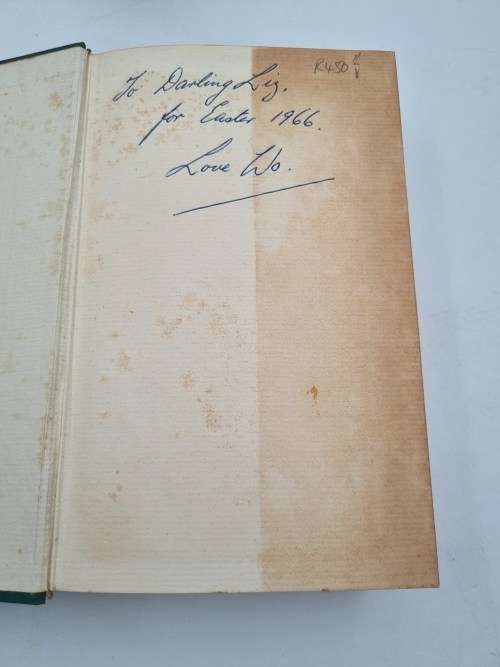 R450
To Darling Liz,
for Easter 1966.
Love Wo.